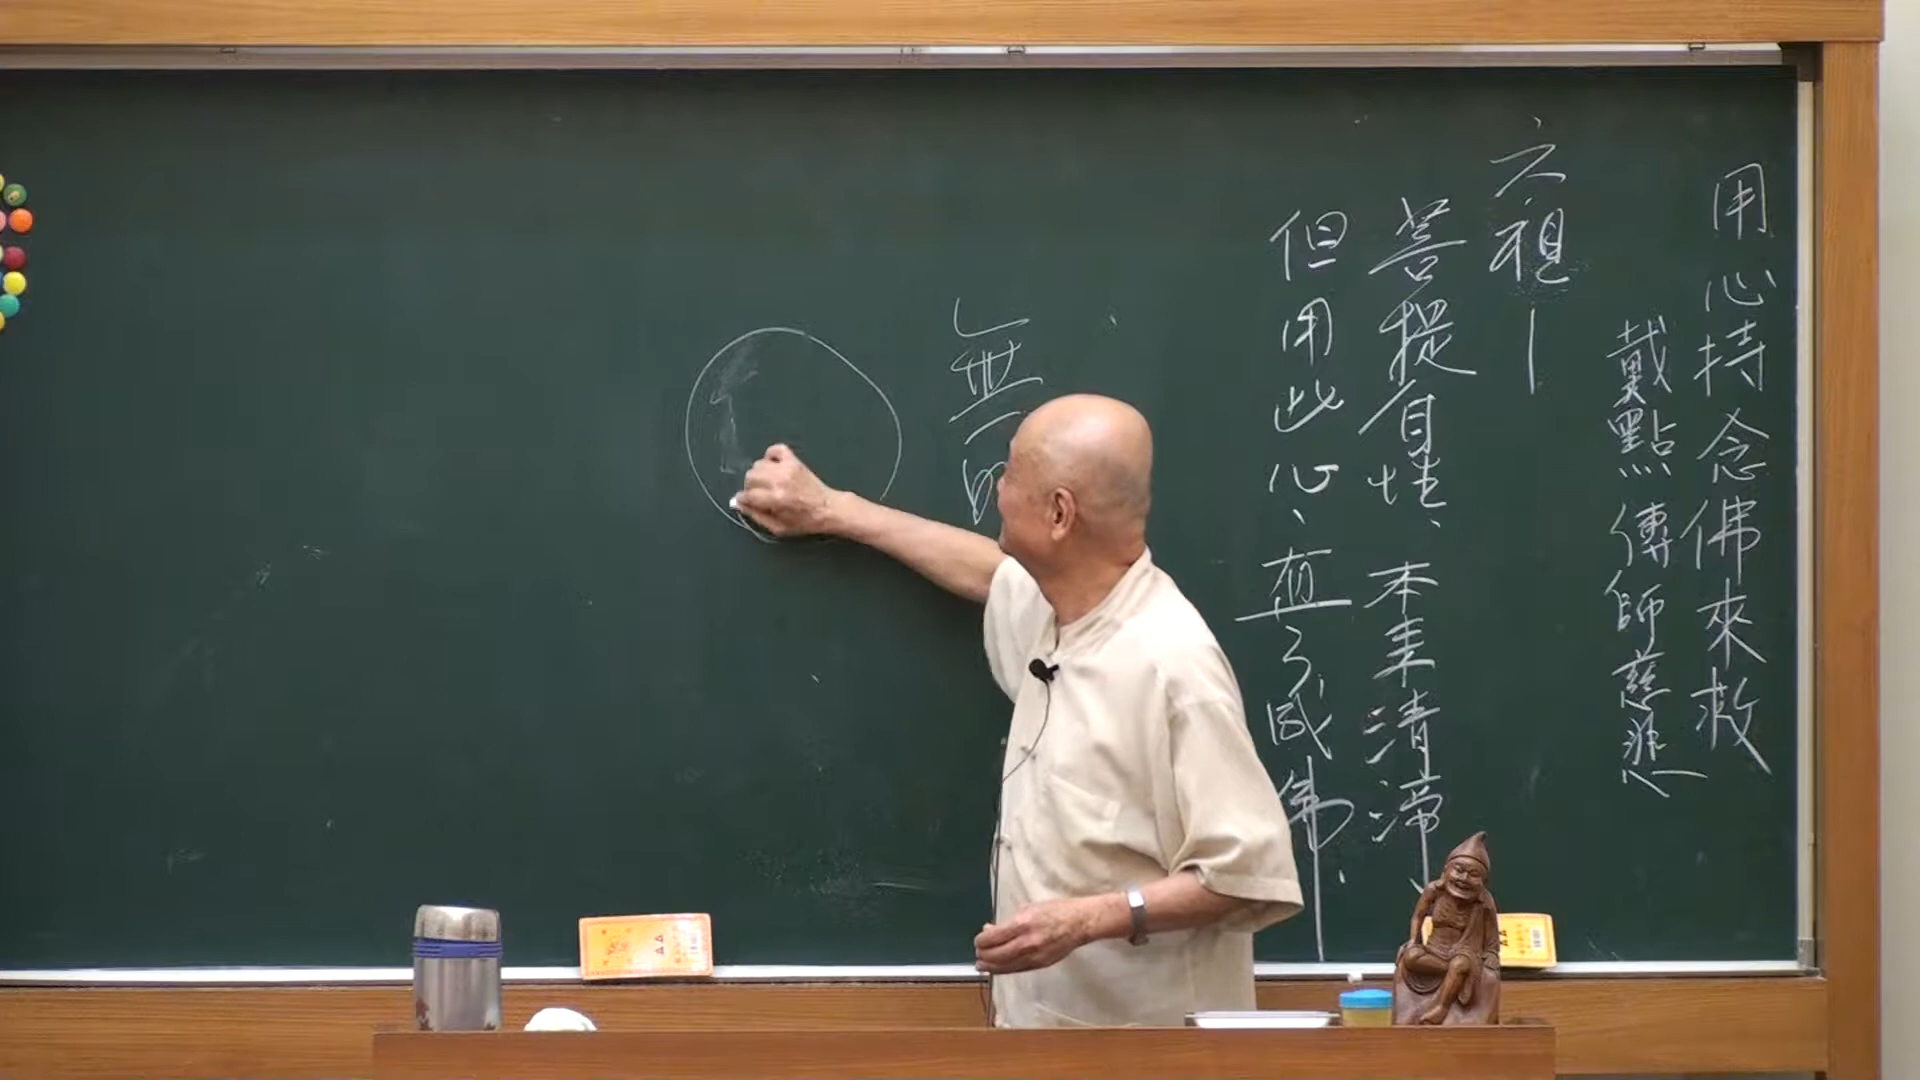 用心持念佛來救
戴點傳師慈悲
六祖—
菩提自性、本來清淨
但用此心、直了成佛.
無明